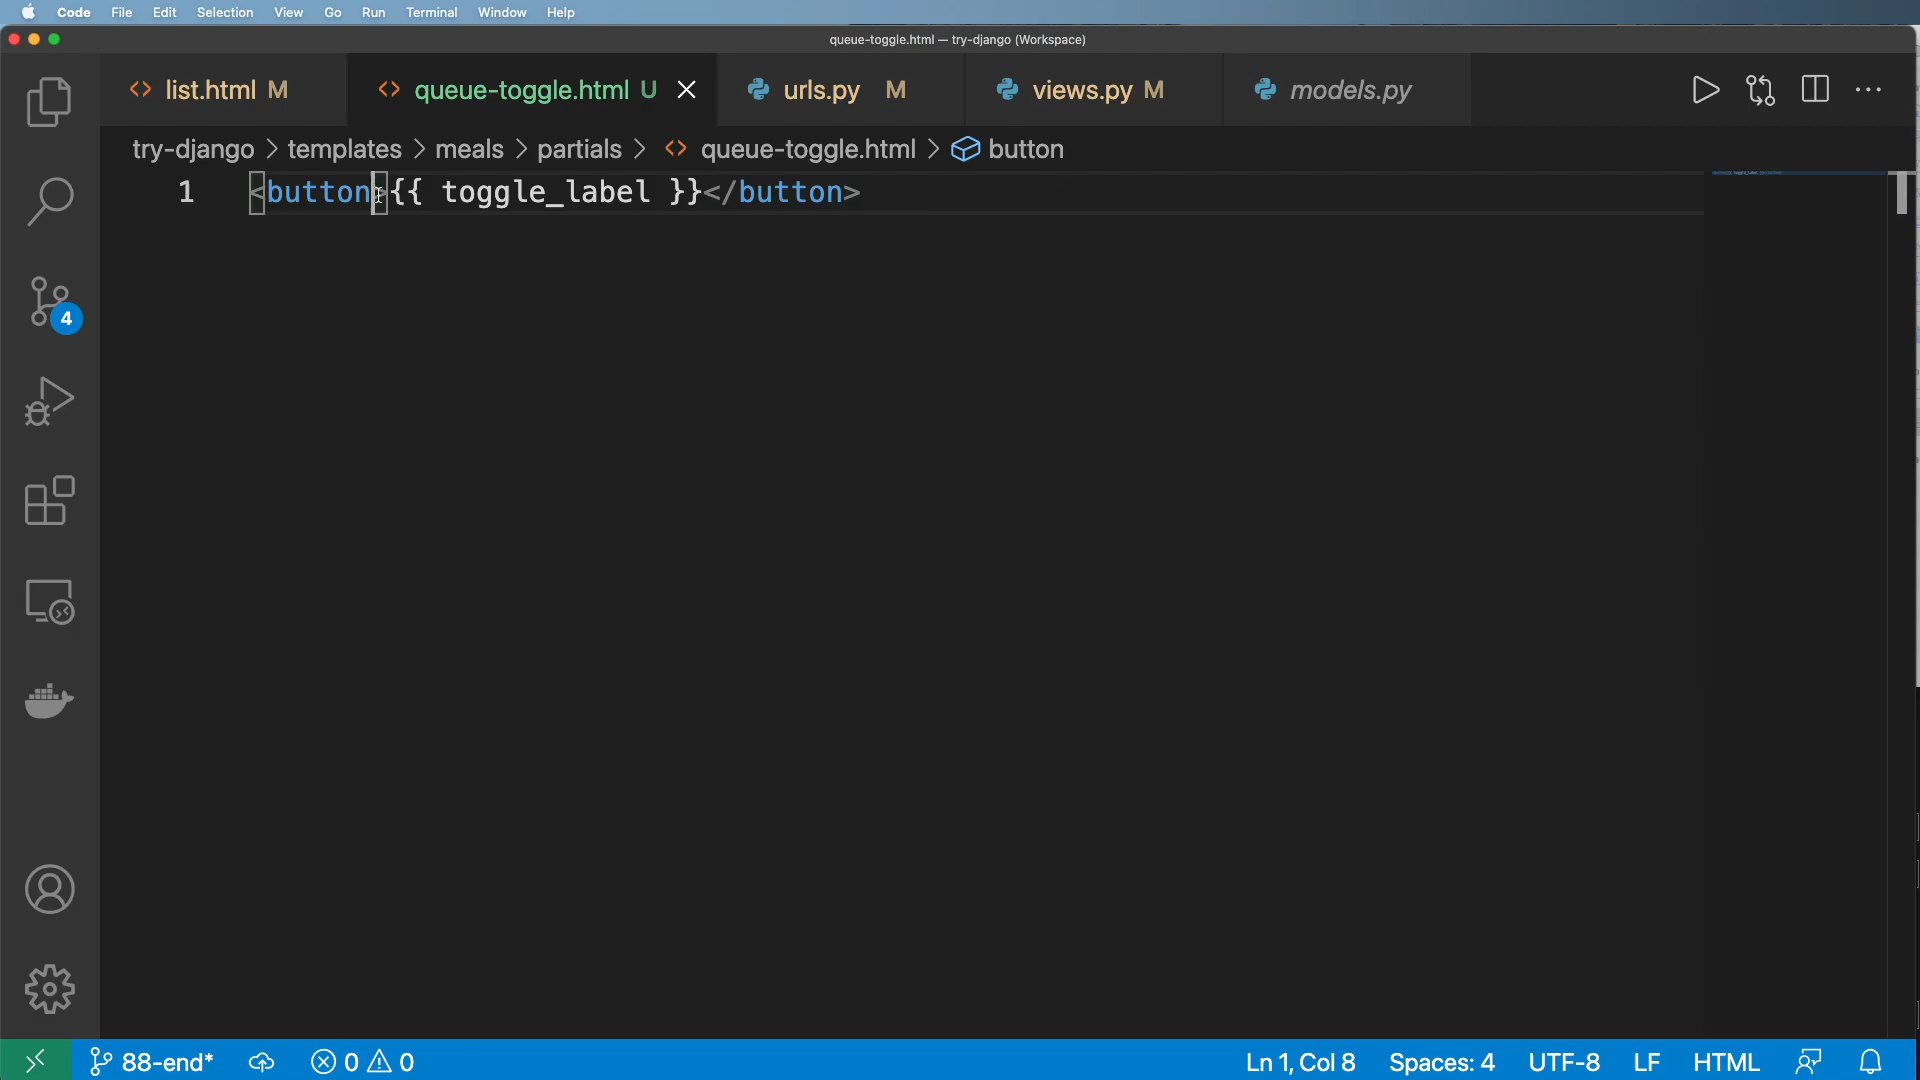 Code File Edit Selection View Go Run Terminal Window Help
queue-toggle.html — try-django (Workspace)
list.html M queue-toggle.html U urls.py M views.py M models.py
try-django > templates > meals > partials > queue-toggle.html > button
1 <button>{{ toggle_label }}</button>
4
88-end* 0 0 Ln 1, Col 8 Spaces: 4 UTF-8 LF HTML